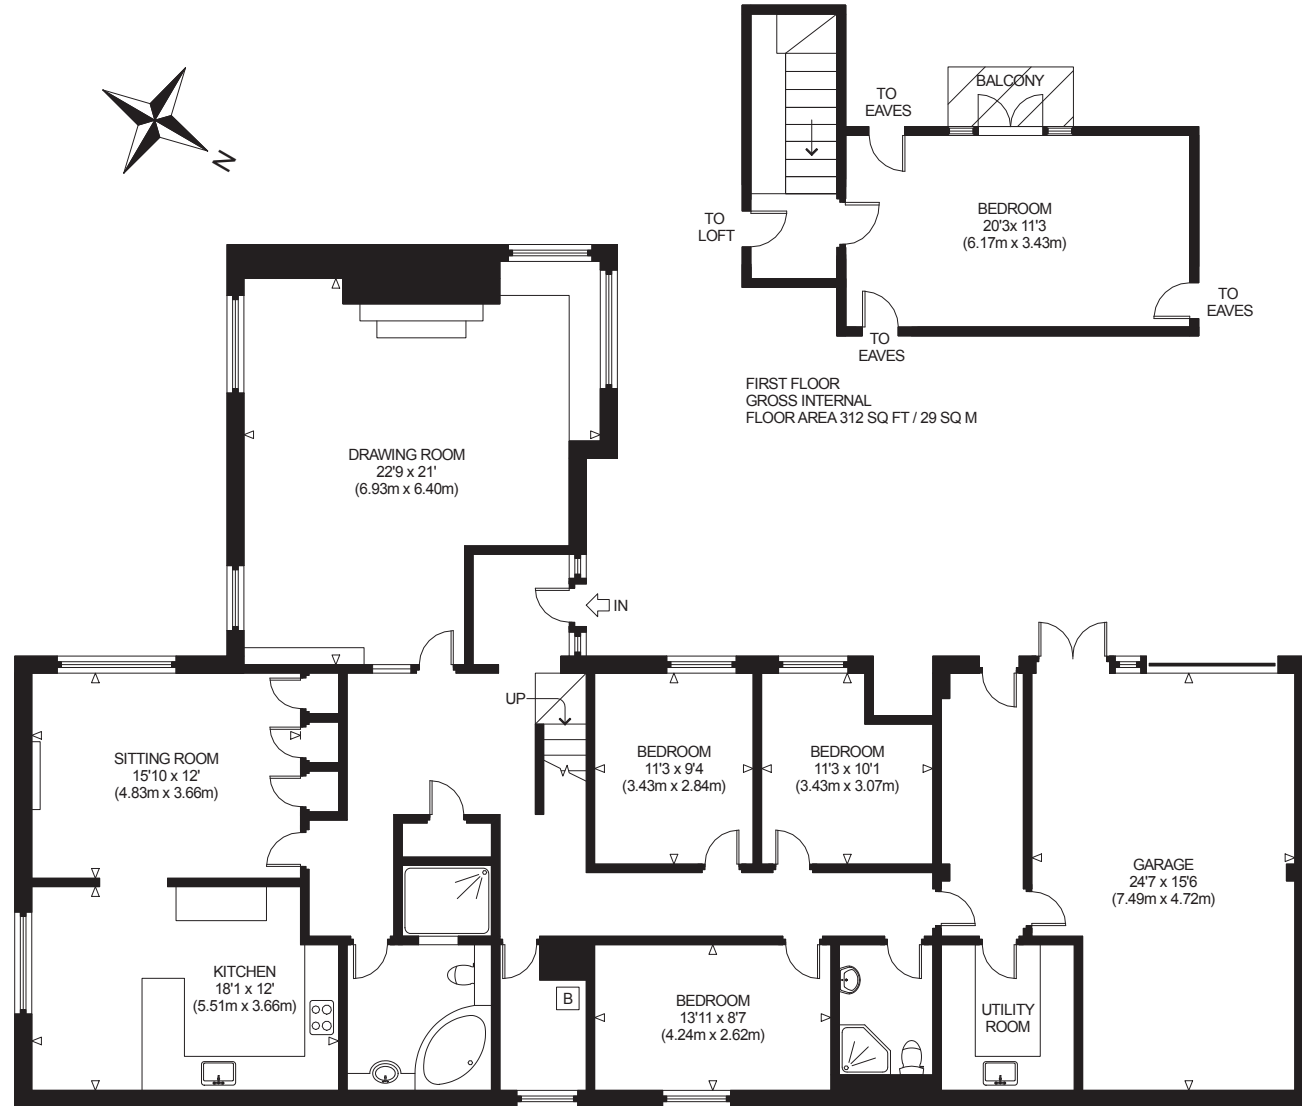 N
BALCONY
TO
EAVES
BEDROOM
20'3x 11'3
(6.17m x 3.43m)
TO
LOFT
TO
EAVES
TO
EAVES
FIRST FLOOR
GROSS INTERNAL
FLOOR AREA 312 SQ FT / 29 SQ M
DRAWING ROOM
22'9 x 21'
(6.93m x 6.40m)
IN
UP
SITTING ROOM
15'10 x 12'
(4.83m x 3.66m)
BEDROOM
11'3 x 9'4
(3.43m x 2.84m)
BEDROOM
11'3 x 10'1
(3.43m x 3.07m)
GARAGE
24'7 x 15'6
(7.49m x 4.72m)
KITCHEN
18'1 x 12'
(5.51m x 3.66m)
B
BEDROOM
13'11 x 8'7
(4.24m x 2.62m)
UTILITY
ROOM